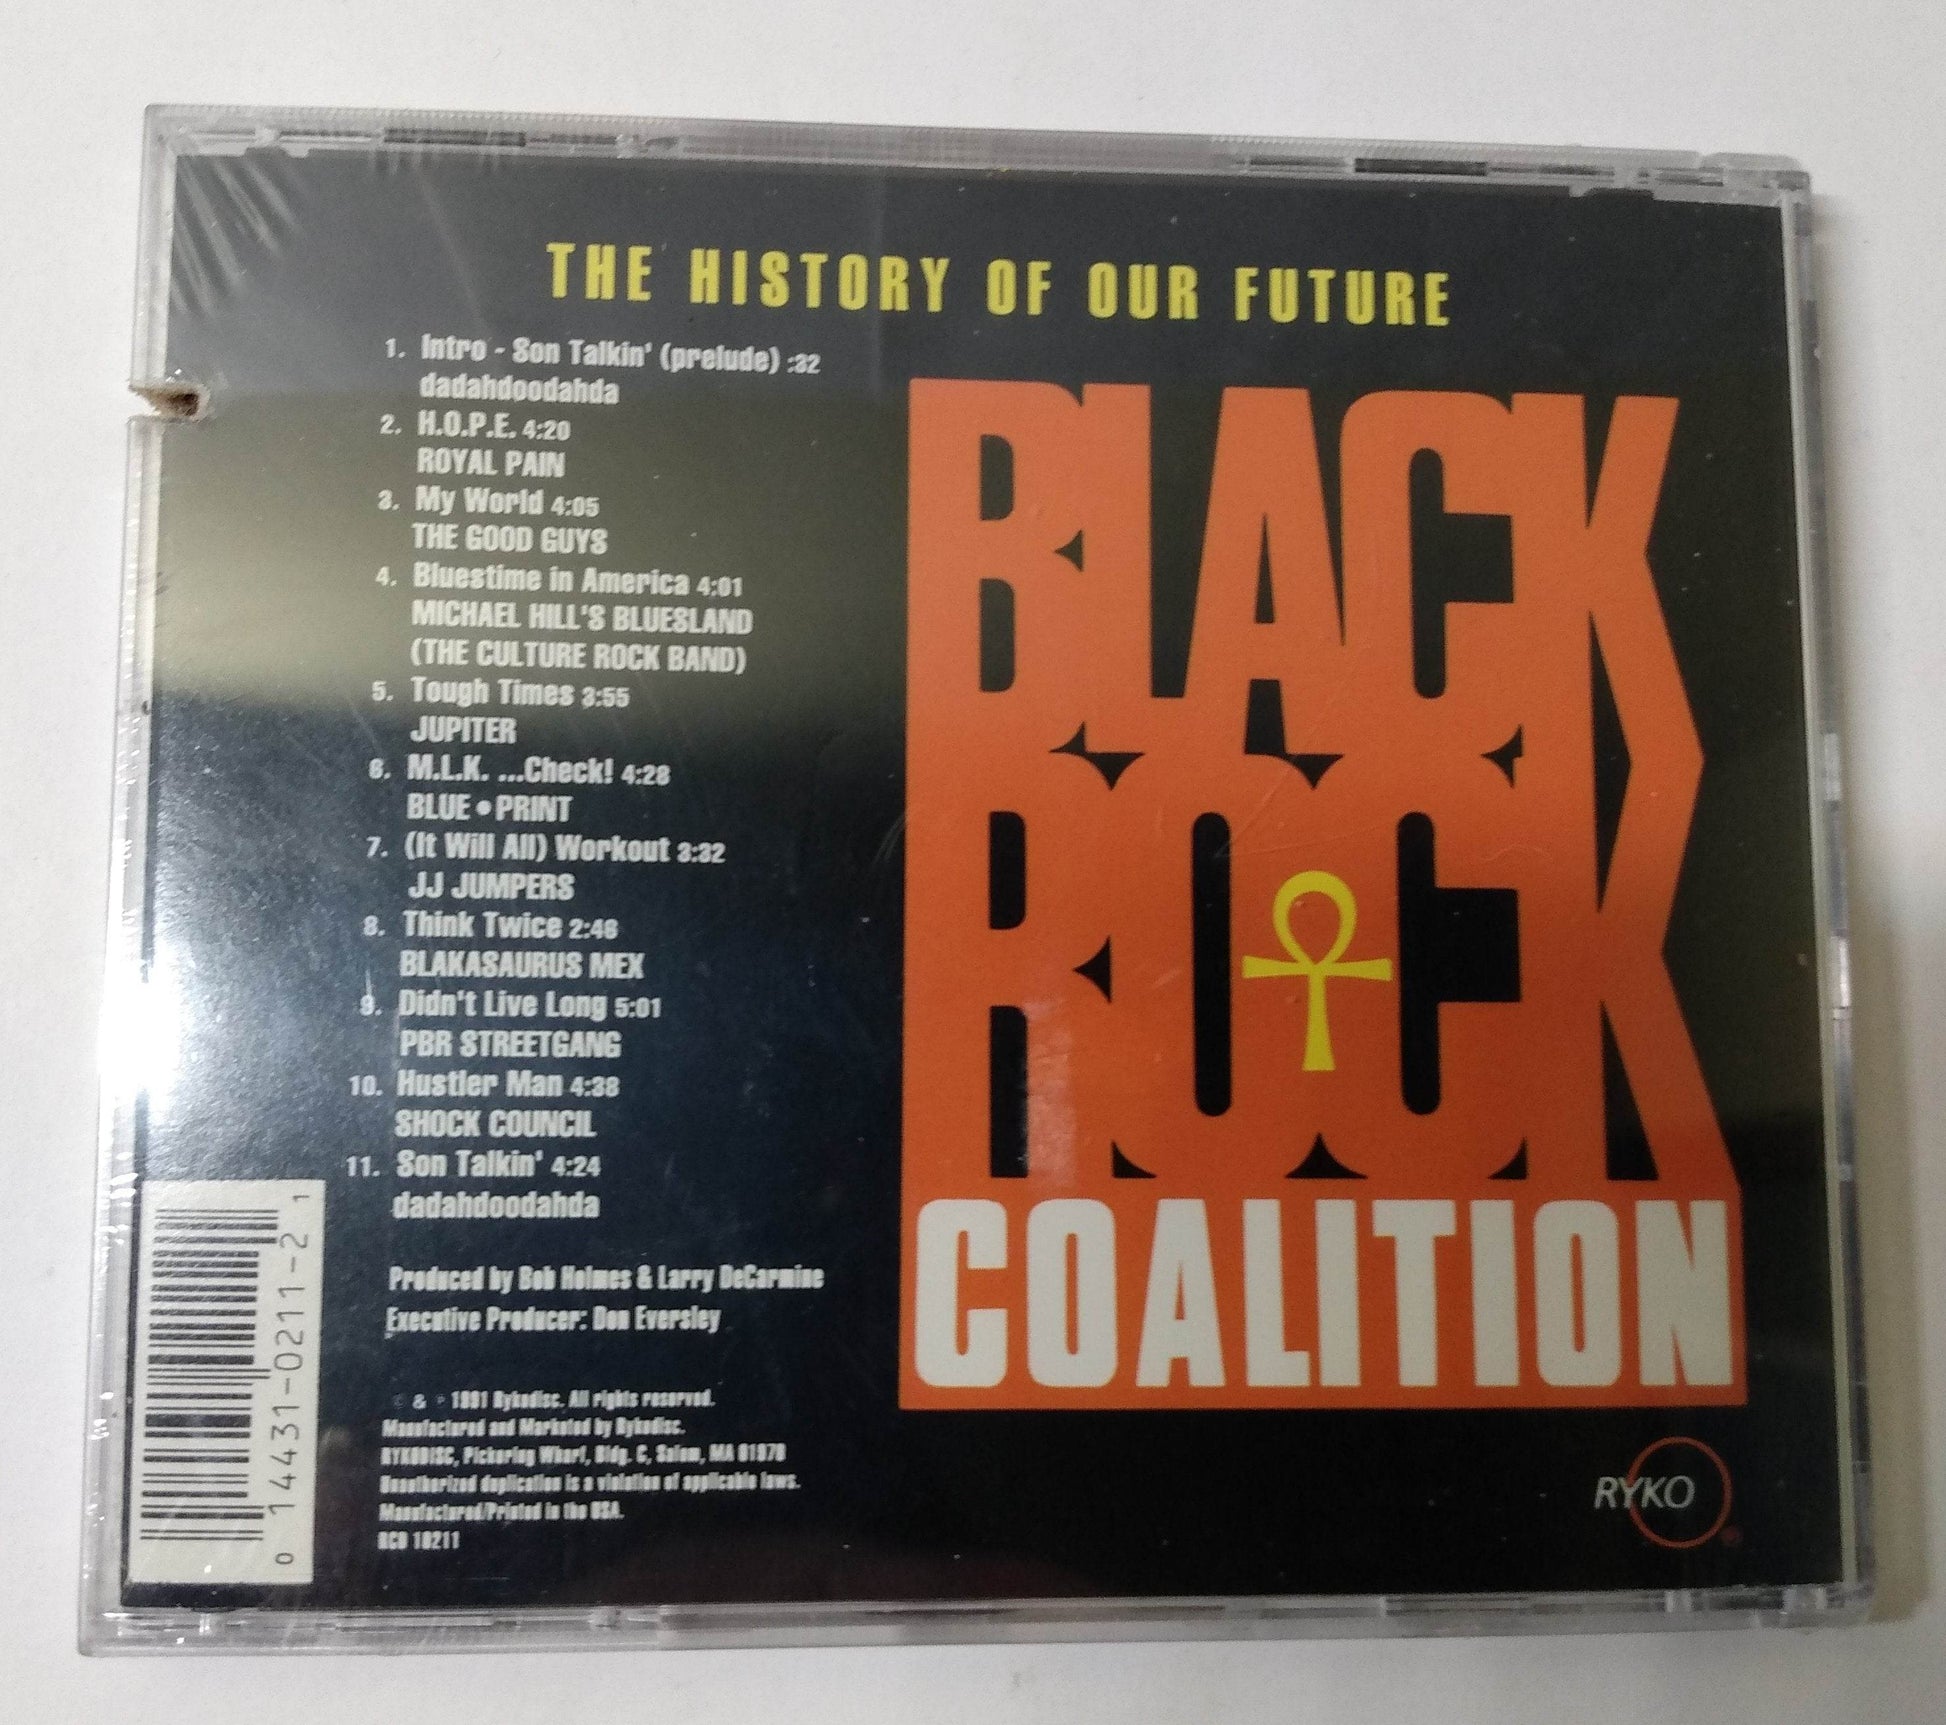 THE HISTORY OF OUR FUTURE
1. Intro - Son Talkin' (prelude) :32
dadahdoodahda
2. H.O.P.E. 4:20
ROYAL PAIN
3. My World 4:05
THE GOOD GUYS
4. Bluestime in America 4:01
MICHAEL HILL'S BLUESLAND
(THE CULTURE ROCK BAND)
5. Tough Times 3:55
JUPITER
6. M.L.K. ...Check! 4:28
BLUE • PRINT
7. (It Will All) Workout 3:32
JJ JUMPERS
8. Think Twice 2:46
BLAKASAURUS MEX
9. Didn't Live Long 5:01
PBR STREETGANG
10. Hustler Man 4:38
SHOCK COUNCIL
11. Son Talkin' 4:24
dadahdoodahda
Produced by Bob Holmes & Larry DeCarmine
Executive Producer: Don Eversley
© & ℗ 1991 Rykodisc. All rights reserved.
Manufactured and Marketed by Rykodisc.
RYKODISC, Pickering Wharf, Bldg. C, Salem, MA 01970
Unauthorized duplication is a violation of applicable laws.
Manufactured/Printed in the USA.
RCD 10211
0 14431-0211-2 1
BLACK
ROCK
COALITION
RYKO